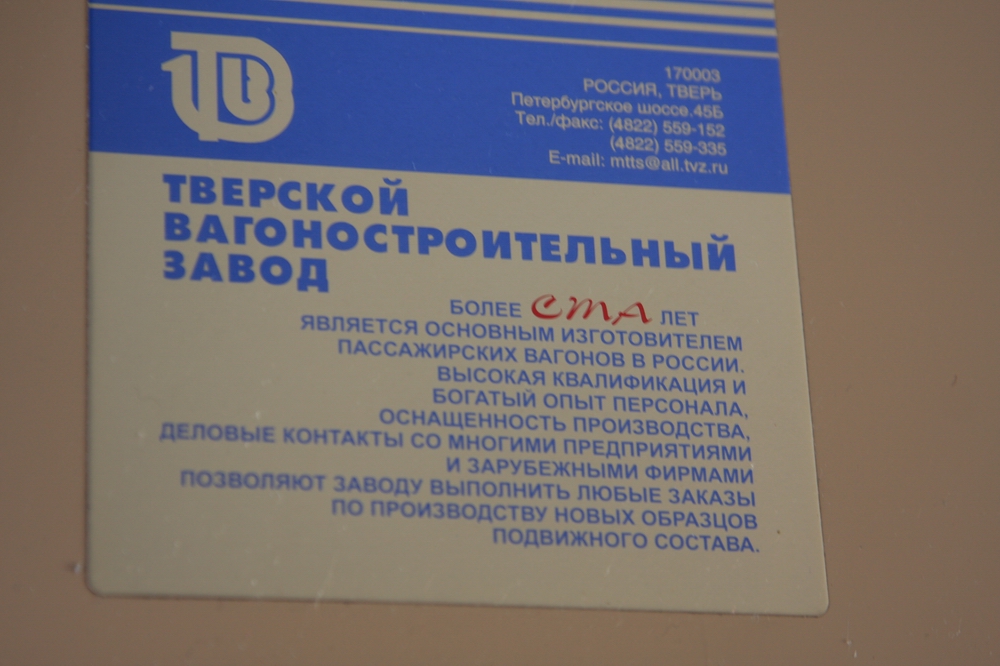 ТВ
170003
РОССИЯ, ТВЕРЬ
Петербургское шоссе.45Б
Тел./факс: (4822) 559-152
(4822) 559-335
E-mail: mtts@all.tvz.ru
ТВЕРСКОЙ
ВАГОНОСТРОИТЕЛЬНЫЙ
ЗАВОД
БОЛЕЕ СТА ЛЕТ
ЯВЛЯЕТСЯ ОСНОВНЫМ ИЗГОТОВИТЕЛЕМ
ПАССАЖИРСКИХ ВАГОНОВ В РОССИИ.
ВЫСОКАЯ КВАЛИФИКАЦИЯ И
БОГАТЫЙ ОПЫТ ПЕРСОНАЛА,
ОСНАЩЕННОСТЬ ПРОИЗВОДСТВА,
ДЕЛОВЫЕ КОНТАКТЫ СО МНОГИМИ ПРЕДПРИЯТИЯМИ
И ЗАРУБЕЖНЫМИ ФИРМАМИ
ПОЗВОЛЯЮТ ЗАВОДУ ВЫПОЛНИТЬ ЛЮБЫЕ ЗАКАЗЫ
ПО ПРОИЗВОДСТВУ НОВЫХ ОБРАЗЦОВ
ПОДВИЖНОГО СОСТАВА.